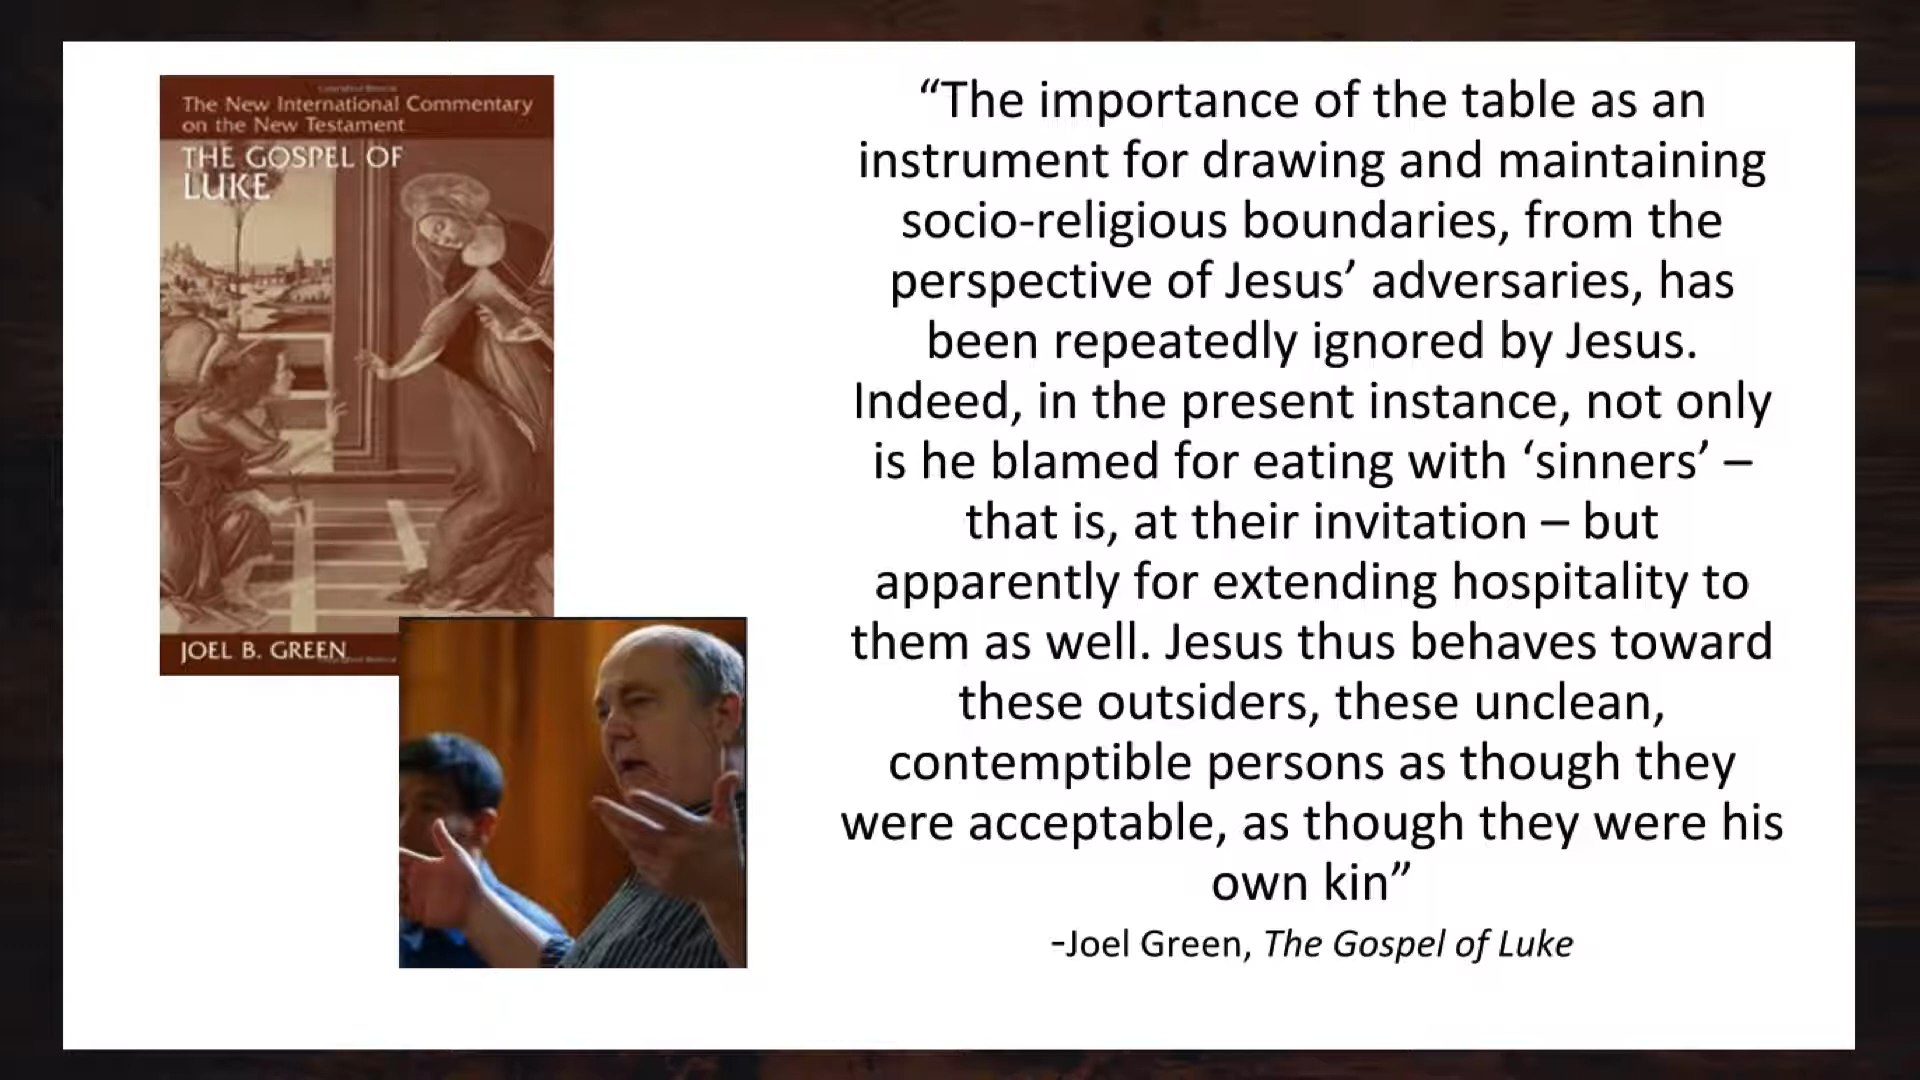 The New International Commentary
on the New Testament
THE GOSPEL OF
LUKE
JOEL B. GREEN
“The importance of the table as an
instrument for drawing and maintaining
socio-religious boundaries, from the
perspective of Jesus’ adversaries, has
been repeatedly ignored by Jesus.
Indeed, in the present instance, not only
is he blamed for eating with ‘sinners’ –
that is, at their invitation – but
apparently for extending hospitality to
them as well. Jesus thus behaves toward
these outsiders, these unclean,
contemptible persons as though they
were acceptable, as though they were his
own kin”
-Joel Green, The Gospel of Luke